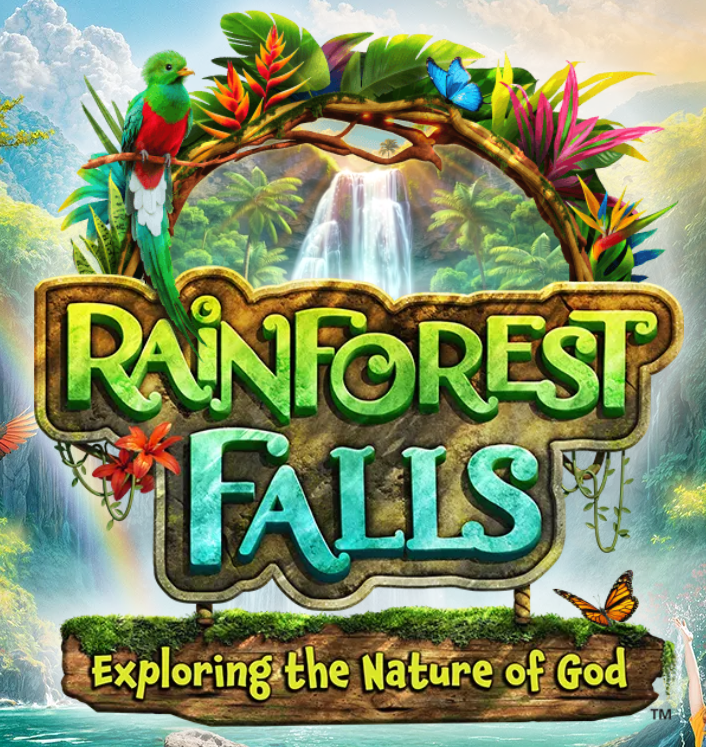 RAiNFOREST
FALLS
Exploring the Nature of God
TM